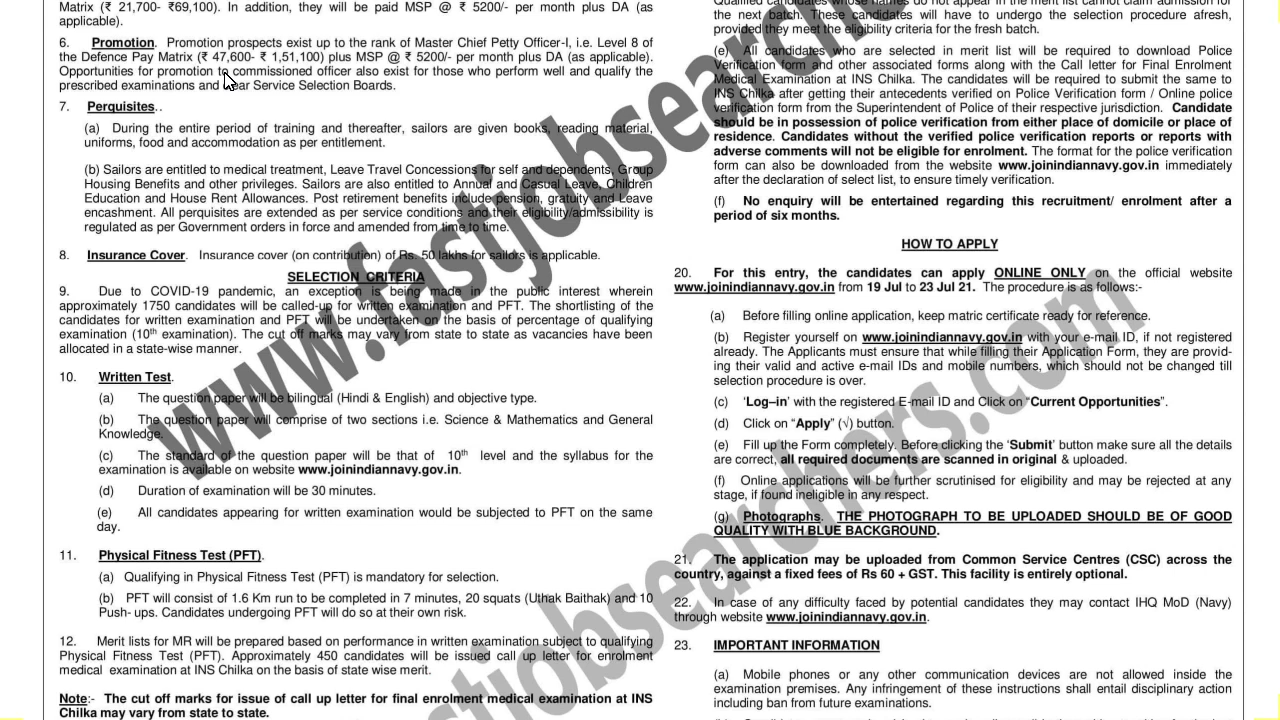 Matrix (₹ 21,700- ₹69,100). In addition, they will be paid MSP @ ₹ 5200/- per month plus DA (as
applicable).
6. Promotion. Promotion prospects exist up to the rank of Master Chief Petty Officer-I, i.e. Level 8 of
the Defence Pay Matrix (₹ 47,600- ₹ 1,51,100) plus MSP @ ₹ 5200/- per month plus DA (as applicable).
Opportunities for promotion to commissioned officer also exist for those who perform well and qualify the
prescribed examinations and clear Service Selection Boards.
7. Perquisites..
(a) During the entire period of training and thereafter, sailors are given books, reading material,
uniforms, food and accommodation as per entitlement.
(b) Sailors are entitled to medical treatment, Leave Travel Concessions for self and dependents, Group
Housing Benefits and other privileges. Sailors are also entitled to Annual and Casual Leave, Children
Education and House Rent Allowances. Post retirement benefits include pension, gratuity and Leave
encashment. All perquisites are extended as per service conditions and their eligibility/admissibility is
regulated as per Government orders in force and amended from time to time.
8. Insurance Cover. Insurance cover (on contribution) of Rs. 50 lakhs for sailors is applicable.
SELECTION CRITERIA
9. Due to COVID-19 pandemic, an exception is being made in the public interest wherein
approximately 1750 candidates will be called-up for written examination and PFT. The shortlisting of the
candidates for written examination and PFT will be undertaken on the basis of percentage of qualifying
examination (10th examination). The cut off marks may vary from state to state as vacancies have been
allocated in a state-wise manner.
10. Written Test.
(a) The question paper will be bilingual (Hindi & English) and objective type.
(b) The question paper will comprise of two sections i.e. Science & Mathematics and General
Knowledge.
(c) The standard of the question paper will be that of 10th level and the syllabus for the
examination is available on website www.joinindiannavy.gov.in.
(d) Duration of examination will be 30 minutes.
(e) All candidates appearing for written examination would be subjected to PFT on the same
day.
11. Physical Fitness Test (PFT).
(a) Qualifying in Physical Fitness Test (PFT) is mandatory for selection.
(b) PFT will consist of 1.6 Km run to be completed in 7 minutes, 20 squats (Uthak Baithak) and 10
Push- ups. Candidates undergoing PFT will do so at their own risk.
12. Merit lists for MR will be prepared based on performance in written examination subject to qualifying
Physical Fitness Test (PFT). Approximately 450 candidates will be issued call up letter for enrolment
medical examination at INS Chilka on the basis of state wise merit.
Note:- The cut off marks for issue of call up letter for final enrolment medical examination at INS
Chilka may vary from state to state.
Qualified candidates whose names do not appear in the merit list cannot claim admission for
the next batch. These candidates will have to undergo the selection procedure afresh,
provided they meet the eligibility criteria for the fresh batch.
(e) All candidates who are selected in merit list will be required to download Police
Verification form and other associated forms along with the Call letter for Final Enrolment
Medical Examination at INS Chilka. The candidates will be required to submit the same to
INS Chilka after getting their antecedents verified on Police Verification form / Online police
verification form from the Superintendent of Police of their respective jurisdiction. Candidate
should be in possession of police verification from either place of domicile or place of
residence. Candidates without the verified police verification reports or reports with
adverse comments will not be eligible for enrolment. The format for the police verification
form can also be downloaded from the website www.joinindiannavy.gov.in immediately
after the declaration of select list, to ensure timely verification.
(f) No enquiry will be entertained regarding this recruitment/ enrolment after a
period of six months.
HOW TO APPLY
20. For this entry, the candidates can apply ONLINE ONLY on the official website
www.joinindiannavy.gov.in from 19 Jul to 23 Jul 21. The procedure is as follows:-
(a) Before filling online application, keep matric certificate ready for reference.
(b) Register yourself on www.joinindiannavy.gov.in with your e-mail ID, if not registered
already. The Applicants must ensure that while filling their Application Form, they are provid-
ing their valid and active e-mail IDs and mobile numbers, which should not be changed till
selection procedure is over.
(c) ‘Log–in’ with the registered E-mail ID and Click on “Current Opportunities”.
(d) Click on “Apply” (√) button.
(e) Fill up the Form completely. Before clicking the ‘Submit’ button make sure all the details
are correct, all required documents are scanned in original & uploaded.
(f) Online applications will be further scrutinised for eligibility and may be rejected at any
stage, if found ineligible in any respect.
(g) Photographs. THE PHOTOGRAPH TO BE UPLOADED SHOULD BE OF GOOD
QUALITY WITH BLUE BACKGROUND.
21. The application may be uploaded from Common Service Centres (CSC) across the
country, against a fixed fees of Rs 60 + GST. This facility is entirely optional.
22. In case of any difficulty faced by potential candidates they may contact IHQ MoD (Navy)
through website www.joinindiannavy.gov.in.
23. IMPORTANT INFORMATION
(a) Mobile phones or any other communication devices are not allowed inside the
examination premises. Any infringement of these instructions shall entail disciplinary action
including ban from future examinations.
www.fastjobsearche
stjobsearchers.com